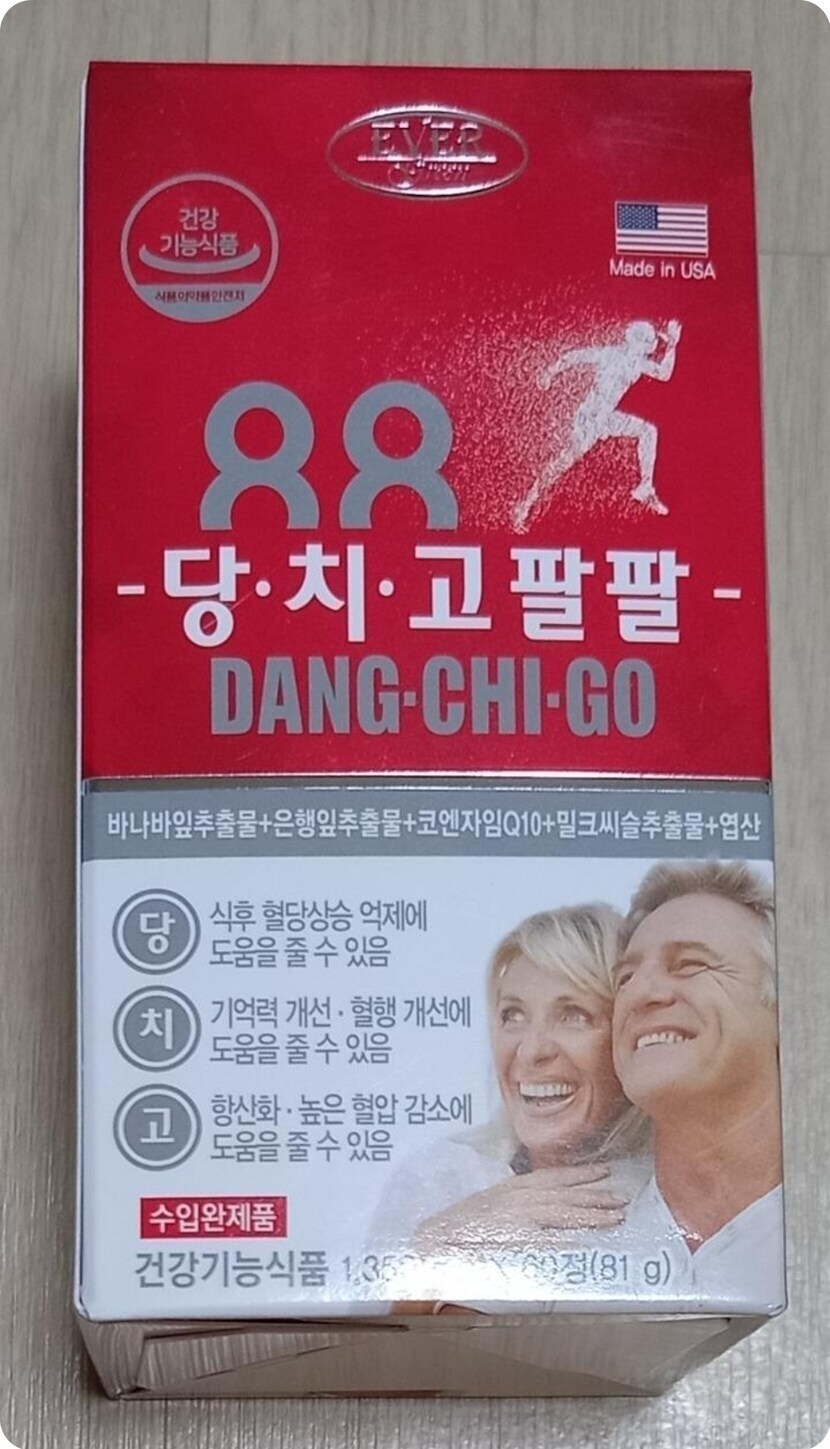 EVER
Green
건강
기능식품
식품의약품안전처
Made in USA
88
-당·치·고팔팔-
DANG·CHI·GO
바나바잎추출물+은행잎추출물+코엔자임Q10+밀크씨슬추출물+엽산
당 식후 혈당상승 억제에
도움을 줄 수 있음
치 기억력 개선·혈행 개선에
도움을 줄 수 있음
고 항산화·높은 혈압 감소에
도움을 줄 수 있음
수입완제품
건강기능식품 60정(81 g)